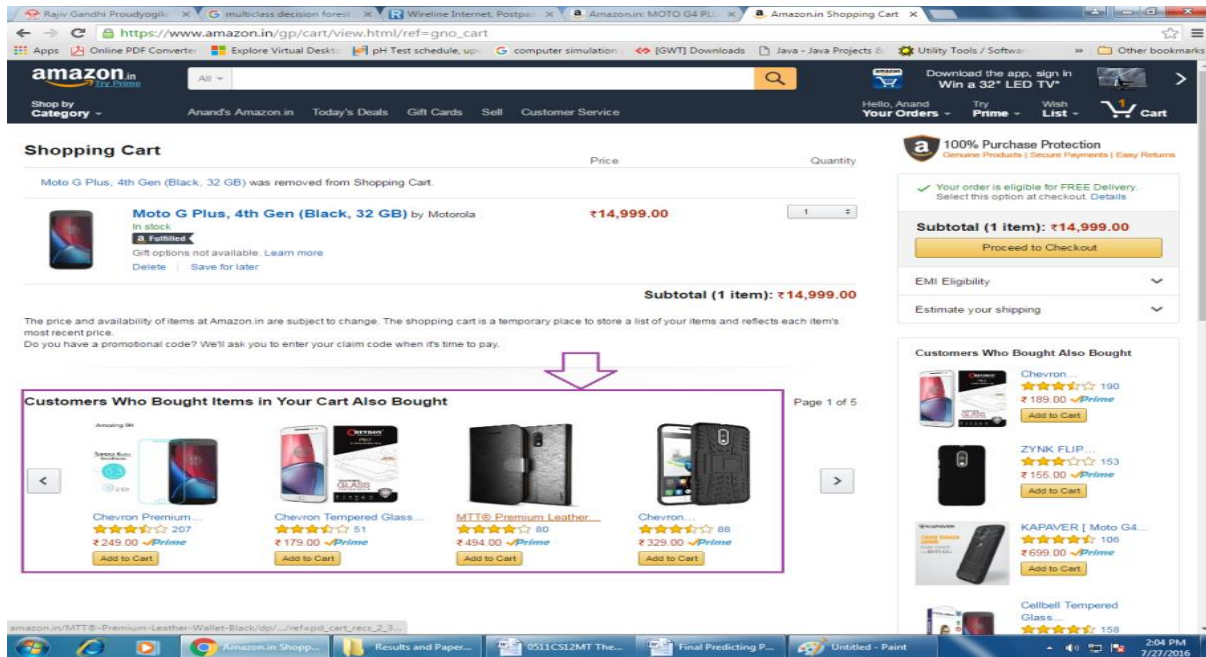 Rajiv Gandhi Proudyogiki
multiclass decision forest
Wireline Internet, Postpa
Amazon.in: MOTO G4 PL
Amazon.in Shopping Cart
https://www.amazon.in/gp/cart/view.html/ref=gno_cart
Apps
Online PDF Converter
Explore Virtual Deskt
pH Test schedule, up
computer simulation
[GWT] Downloads
Java - Java Projects &
Utility Tools / Softwar
»
Other bookmarks
amazon.in
Try Prime
All
Download the app, sign in
Win a 32" LED TV*
Shop by
Category
Anand's Amazon.in Today's Deals Gift Cards Sell Customer Service
Hello, Anand
Your Orders
Try
Prime
Wish
List
1
Cart
Shopping Cart
Price
Quantity
Moto G Plus, 4th Gen (Black, 32 GB) was removed from Shopping Cart.
Moto G Plus, 4th Gen (Black, 32 GB) by Motorola
₹14,999.00
1
In stock
a Fulfilled
Gift options not available. Learn more
Delete Save for later
Subtotal (1 item): ₹14,999.00
The price and availability of items at Amazon.in are subject to change. The shopping cart is a temporary place to store a list of your items and reflects each item's
most recent price.
Do you have a promotional code? We'll ask you to enter your claim code when it's time to pay.
Customers Who Bought Items in Your Cart Also Bought
Page 1 of 5
Chevron Premium...
207
₹249.00 Prime
Add to Cart
Chevron Tempered Glass...
51
₹179.00 Prime
Add to Cart
MTT® Premium Leather...
80
₹494.00 Prime
Add to Cart
Chevron...
88
₹329.00 Prime
Add to Cart
100% Purchase Protection
Genuine Products | Secure Payments | Easy Returns
Your order is eligible for FREE Delivery.
Select this option at checkout. Details
Subtotal (1 item): ₹14,999.00
Proceed to Checkout
EMI Eligibility
Estimate your shipping
Customers Who Bought Also Bought
Chevron...
190
₹189.00 Prime
Add to Cart
ZYNK FLIP...
153
₹155.00 Prime
Add to Cart
KAPAVER [ Moto G4...
106
₹699.00 Prime
Add to Cart
Cellbell Tempered
Glass...
158
amazon.in/MTT®-Premium-Leather-Wallet-Black/dp/.../ref=pd_cart_recs_2_3...
Amazon.in Shopp...
Results and Paper...
0511CS12MT The...
Final Predicting P...
Untitled - Paint
2:04 PM
7/27/2016